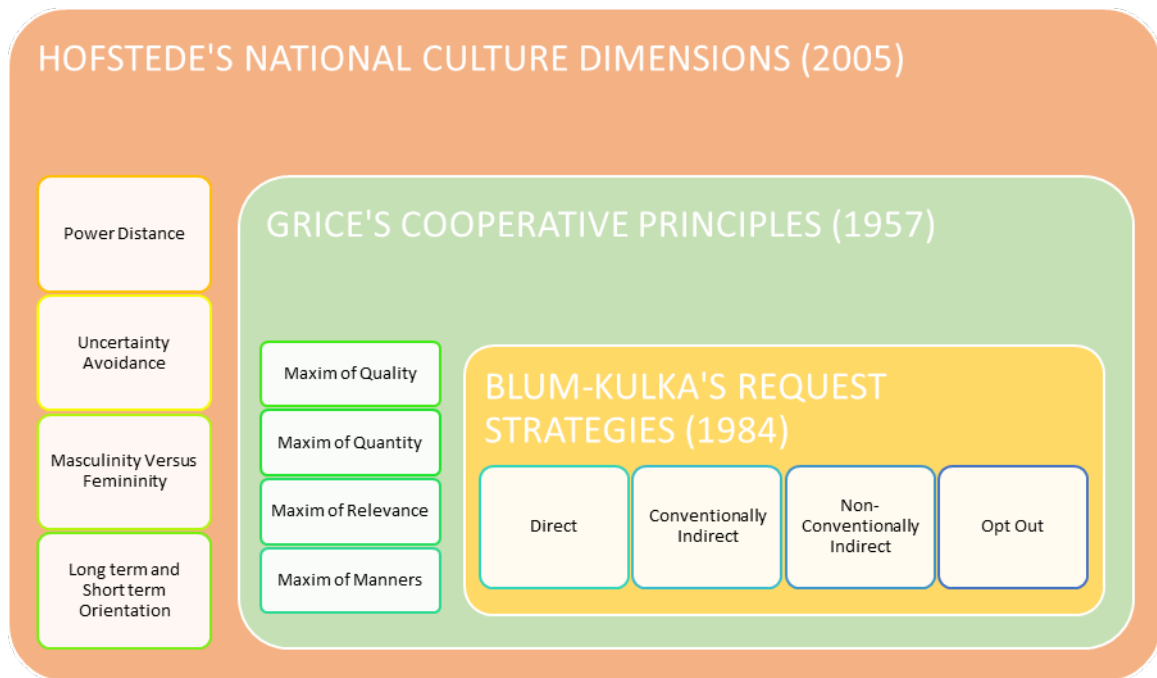 HOFSTEDE'S NATIONAL CULTURE DIMENSIONS (2005)
Power Distance
Uncertainty
Avoidance
Masculinity Versus
Femininity
Long term and
Short term
Orientation
GRICE'S COOPERATIVE PRINCIPLES (1957)
Maxim of Quality
Maxim of Quantity
Maxim of Relevance
Maxim of Manners
BLUM-KULKA'S REQUEST
STRATEGIES (1984)
Direct
Conventionally
Indirect
Non-
Conventionally
Indirect
Opt Out